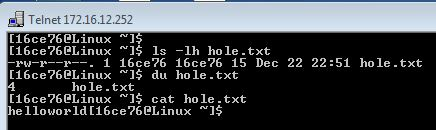 Telnet 172.16.12.252
[16ce76@Linux ~]$
[16ce76@Linux ~]$ ls -lh hole.txt
-rw-r--r--. 1 16ce76 16ce76 15 Dec 22 22:51 hole.txt
[16ce76@Linux ~]$ du hole.txt
4       hole.txt
[16ce76@Linux ~]$ cat hole.txt
helloworld[16ce76@Linux ~]$